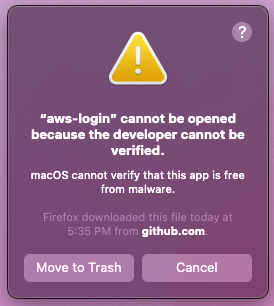 ?
“aws-login” cannot be opened
because the developer cannot be
verified.
macOS cannot verify that this app is free
from malware.
Firefox downloaded this file today at
5:35 PM from github.com.
Move to Trash
Cancel